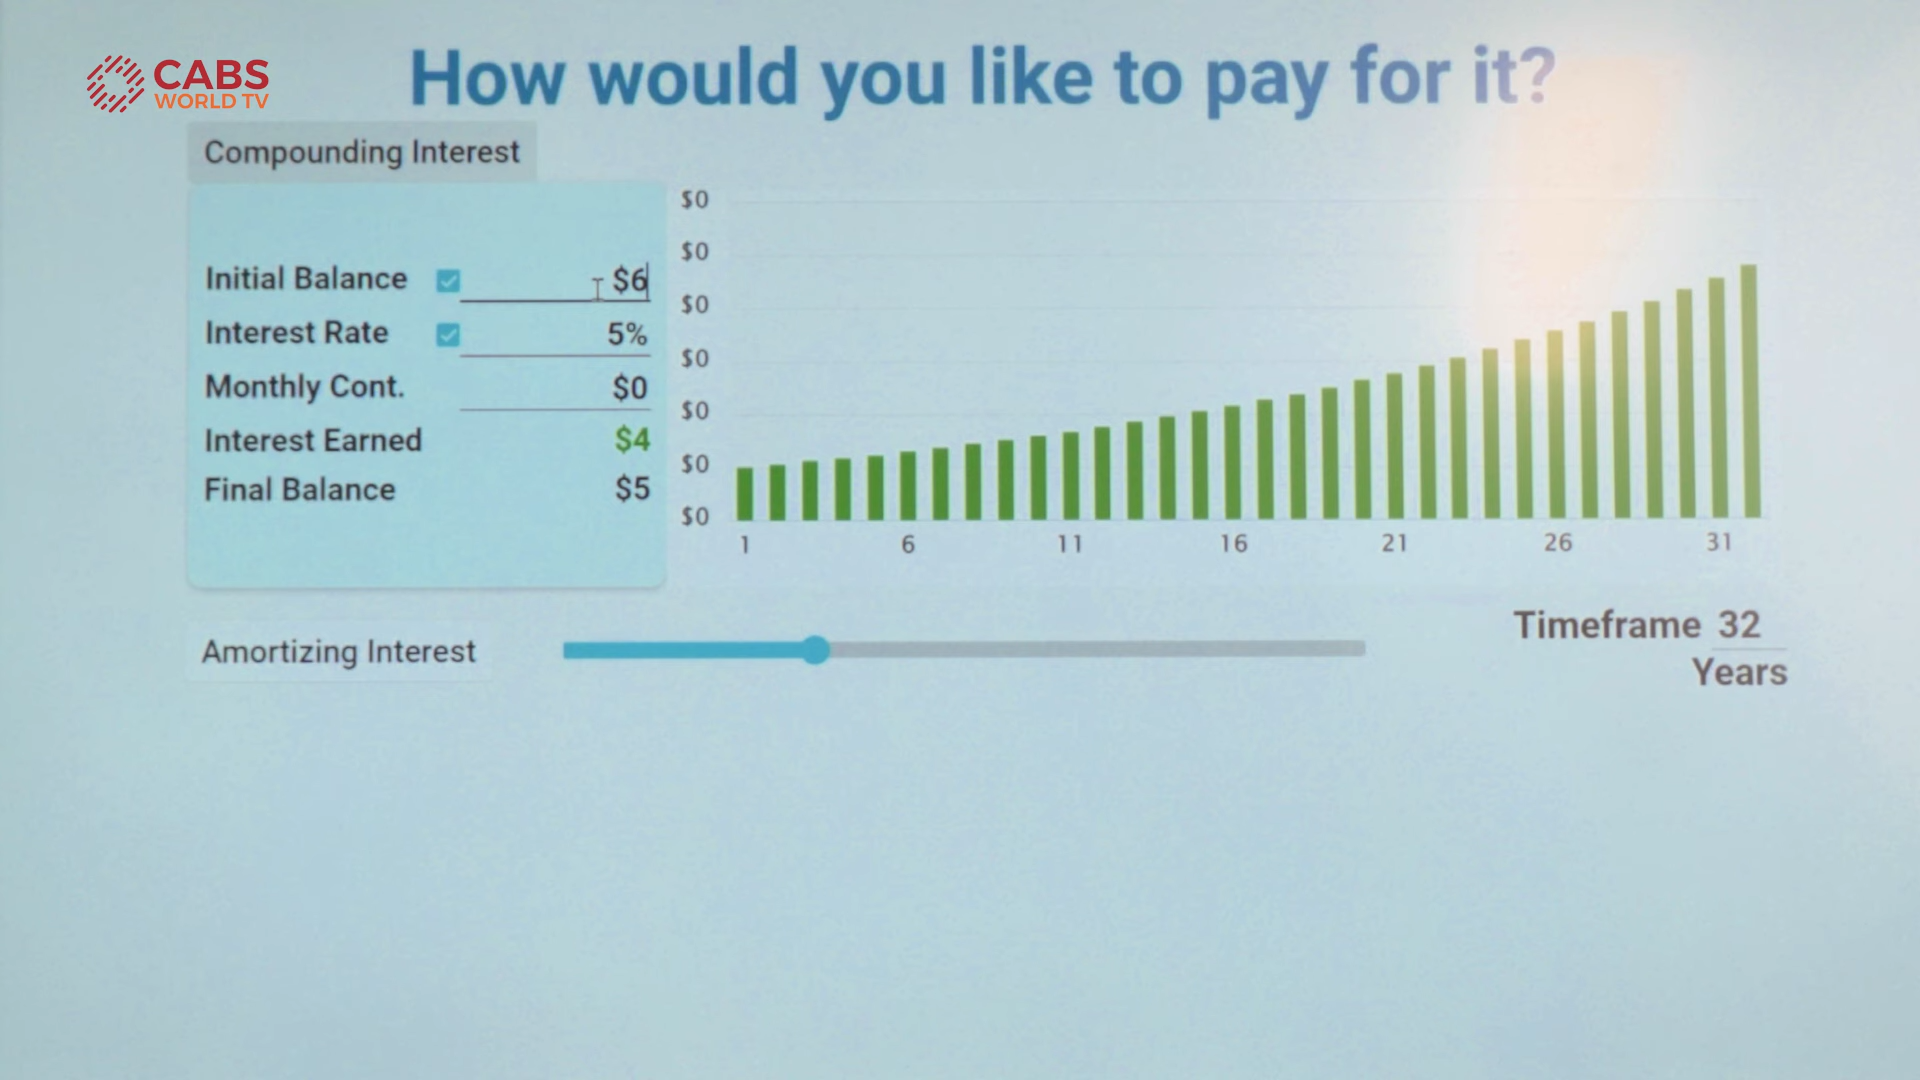 CABS
WORLD TV
How would you like to pay for it?
Compounding Interest
Initial Balance $6
Interest Rate 5%
Monthly Cont. $0
Interest Earned $4
Final Balance $5
$0
$0
$0
$0
$0
$0
$0
1 6 11 16 21 26 31
Amortizing Interest
Timeframe 32
Years